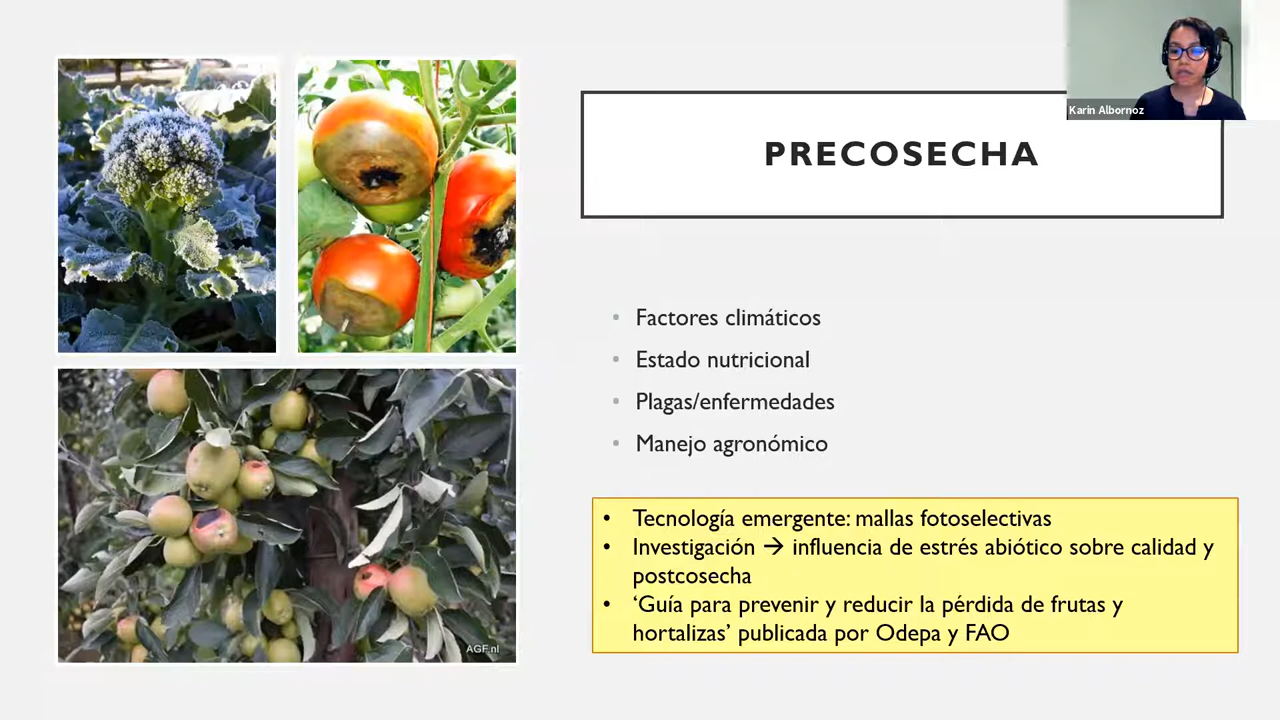 Karin Albornoz
PRECOSECHA
• Factores climáticos
• Estado nutricional
• Plagas/enfermedades
• Manejo agronómico
• Tecnología emergente: mallas fotoselectivas
• Investigación → influencia de estrés abiótico sobre calidad y
postcosecha
• ‘Guía para prevenir y reducir la pérdida de frutas y
hortalizas’ publicada por Odepa y FAO
AGF.nl